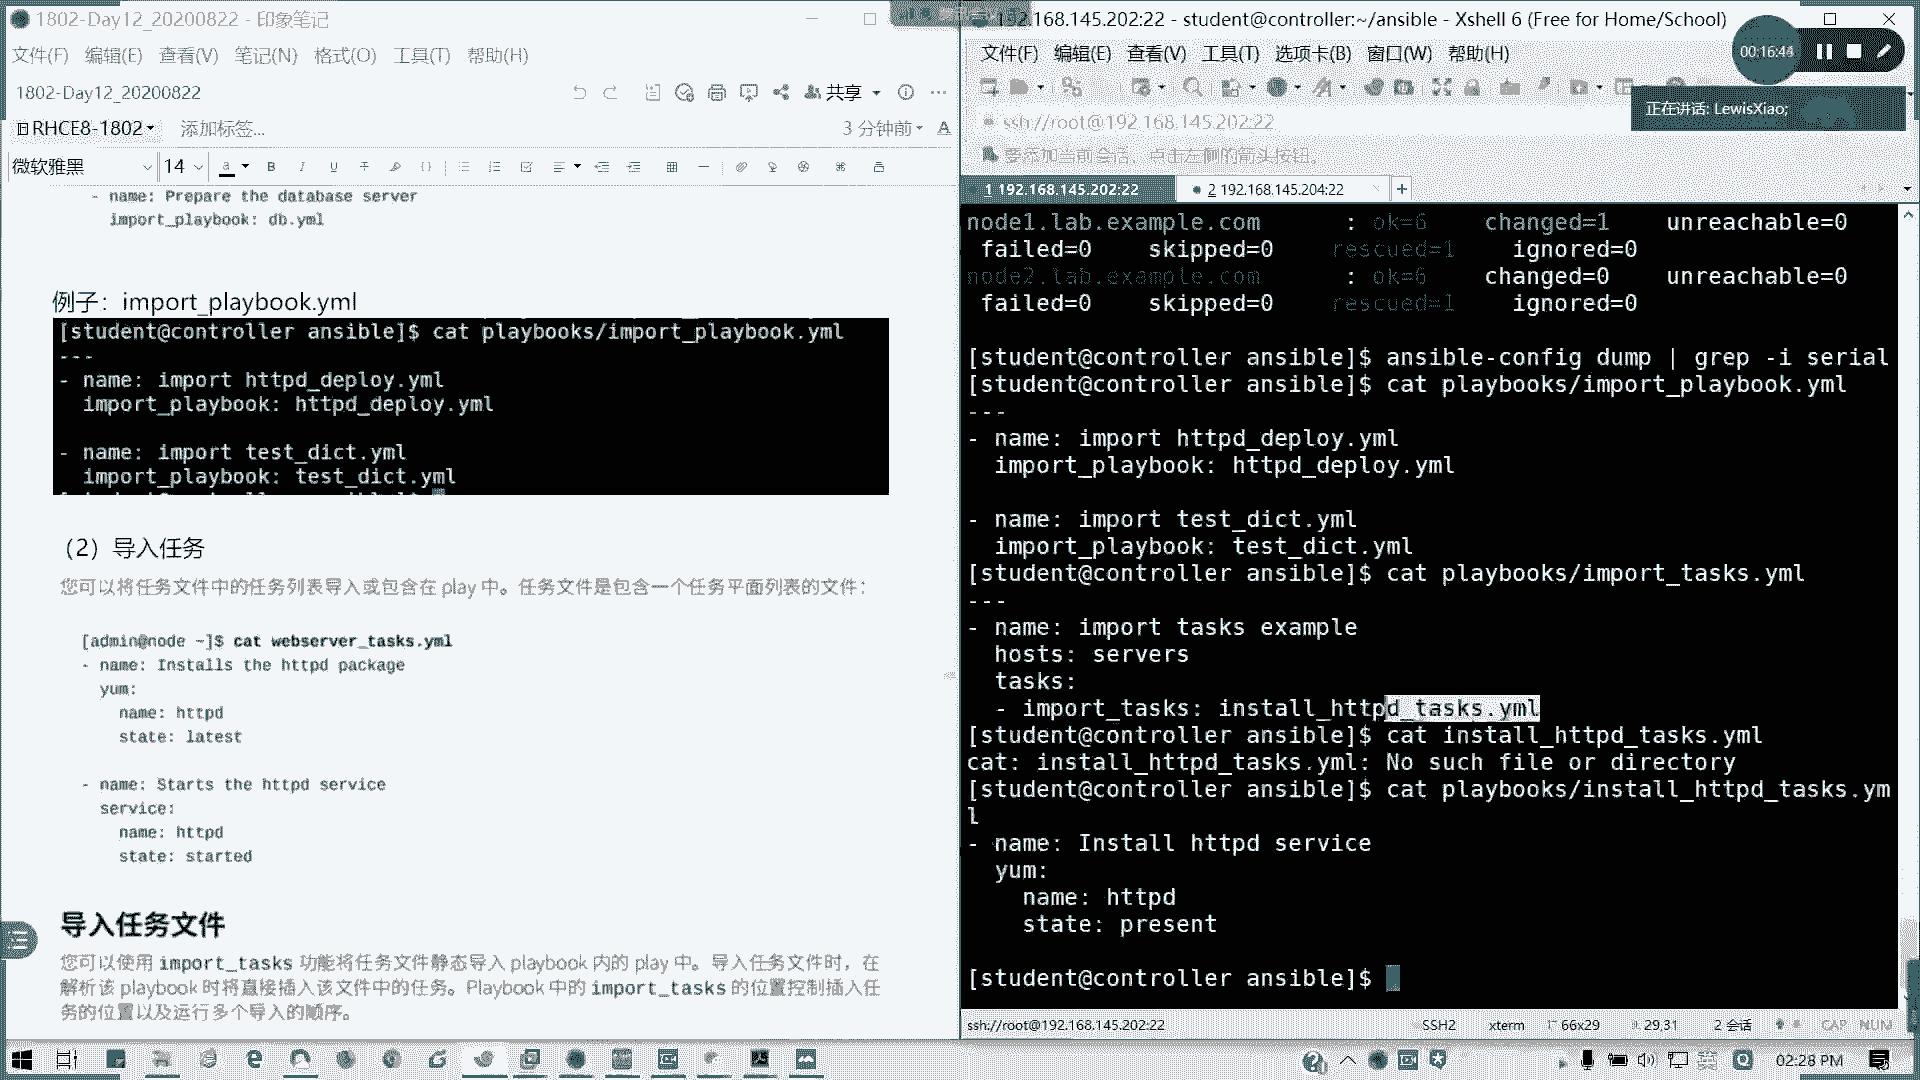 1802-Day12_20200822 - 印象笔记
文件(F) 编辑(E) 查看(V) 笔记(N) 格式(O) 工具(T) 帮助(H)
1802-Day12_20200822
共享
RHCE8-1802
添加标签...
3 分钟前
微软雅黑
14
- name: Prepare the database server
import_playbook: db.yml
例子：import_playbook.yml
[student@controller ansible]$ cat playbooks/import_playbook.yml
---
- name: import httpd_deploy.yml
import_playbook: httpd_deploy.yml
- name: import test_dict.yml
import_playbook: test_dict.yml
（2）导入任务
您可以将任务文件中的任务列表导入或包含在 play 中。任务文件是包含一个任务平面列表的文件：
[admin@node ~]$ cat webserver_tasks.yml
- name: Installs the httpd package
yum:
name: httpd
state: latest
- name: Starts the httpd service
service:
name: httpd
state: started
导入任务文件
您可以使用 import_tasks 功能将任务文件静态导入 playbook 内的 play 中。导入任务文件时，在
解析该 playbook 时将直接插入该文件中的任务。Playbook 中的 import_tasks 的位置控制插入任
务的位置以及运行多个导入的顺序。
192.168.145.202:22 - student@controller:~/ansible - Xshell 6 (Free for Home/School)
文件(F) 编辑(E) 查看(V) 工具(T) 选项卡(B) 窗口(W) 帮助(H)
00:16:44
正在讲话: LewisXiao;
ssh://root@192.168.145.202:22
要添加当前会话，点击左侧的箭头按钮。
1 192.168.145.202:22
2 192.168.145.204:22
node1.lab.example.com : ok=6 changed=1 unreachable=0
failed=0 skipped=0 rescued=1 ignored=0
node2.lab.example.com : ok=6 changed=0 unreachable=0
failed=0 skipped=0 rescued=1 ignored=0
[student@controller ansible]$ ansible-config dump | grep -i serial
[student@controller ansible]$ cat playbooks/import_playbook.yml
---
- name: import httpd_deploy.yml
import_playbook: httpd_deploy.yml
- name: import test_dict.yml
import_playbook: test_dict.yml
[student@controller ansible]$ cat playbooks/import_tasks.yml
---
- name: import tasks example
hosts: servers
tasks:
- import_tasks: install_httpd_tasks.yml
[student@controller ansible]$ cat install_httpd_tasks.yml
cat: install_httpd_tasks.yml: No such file or directory
[student@controller ansible]$ cat playbooks/install_httpd_tasks.ym
l
- name: Install httpd service
yum:
name: httpd
state: present
[student@controller ansible]$
ssh://root@192.168.145.202:22
SSH2
xterm
66x29
29,31
2 会话
CAP NUM
英
02:28 PM